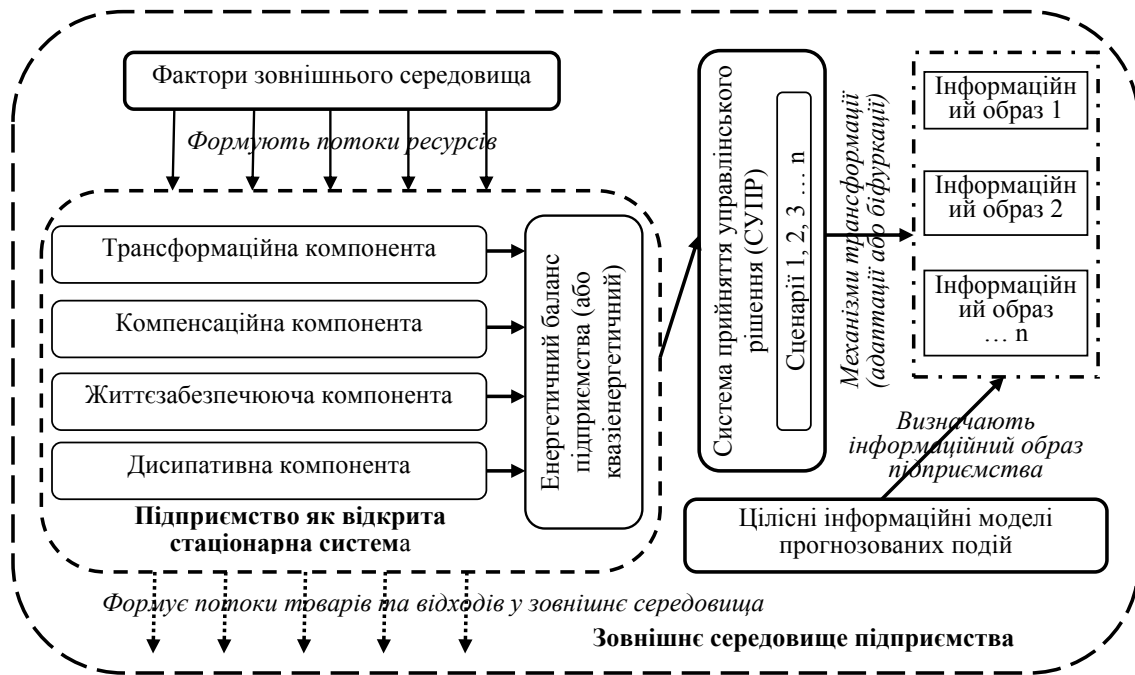 Фактори зовнішнього середовища
Формують потоки ресурсів
Трансформаційна компонента
Компенсаційна компонента
Життєзабезпечююча компонента
Дисипативна компонента
Енергетичний баланс
підприємства (або
квазіенергетичний)
Підприємство як відкрита
стаціонарна система
Формує потоки товарів та відходів у зовнішнє середовища
Система прийняття управлінського
рішення (СУПР)
Сценарії 1, 2, 3 … n
Механізми трансформації
(адаптації або біфуркації)
Інформаційн
ий образ 1
Інформаційн
ий образ 2
Інформаційн
ий образ
… n
Визначають
інформаційний образ
підприємства
Цілісні інформаційні моделі
прогнозованих подій
Зовнішнє середовище підприємства